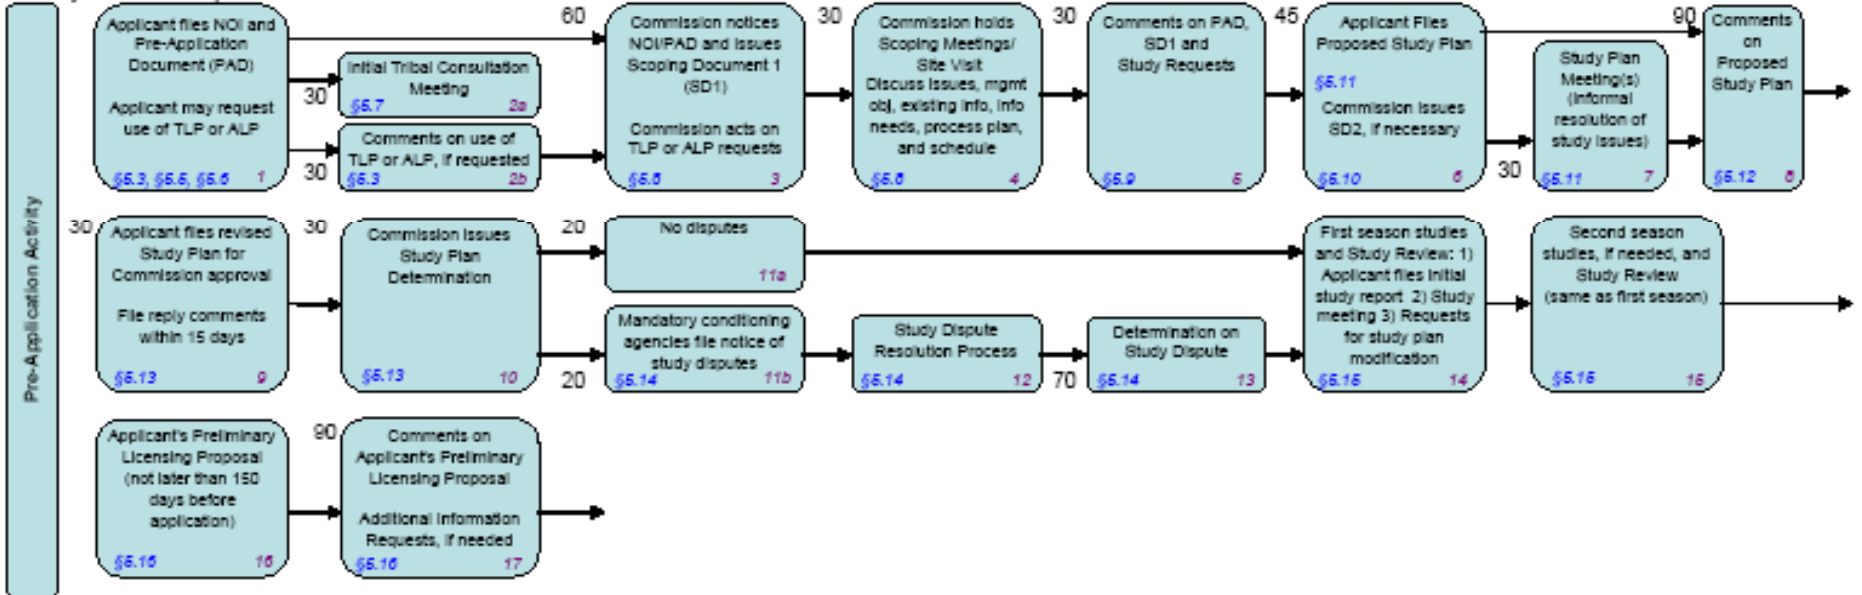 Pre-Application Activity
Applicant files NOI and
Pre-Application
Document (PAD)
Applicant may request
use of TLP or ALP
§5.3, §5.5, §5.6 1
60
30
Initial Tribal Consultation
Meeting
§5.7 2a
30
Comments on use of
TLP or ALP, if requested
§5.3 2b
Commission notices
NOI/PAD and issues
Scoping Document 1
(SD1)
Commission acts on
TLP or ALP requests
§5.8 3
30
Commission holds
Scoping Meetings/
Site Visit
Discuss issues, mgmt
obj, existing info, info
needs, process plan,
and schedule
§5.8 4
30
Comments on PAD,
SD1 and
Study Requests
§5.9 5
45
Applicant Files
Proposed Study Plan
§5.11
Commission issues
SD2, if necessary
§5.10 6
90
30
Study Plan
Meeting(s)
(informal
resolution of
study issues)
§5.11 7
Comments
on
Proposed
Study Plan
§5.12 8
30
Applicant files revised
Study Plan for
Commission approval
File reply comments
within 15 days
§5.13 9
30
Commission issues
Study Plan
Determination
§5.13 10
20
No disputes
11a
20
Mandatory conditioning
agencies file notice of
study disputes
§5.14 11b
Study Dispute
Resolution Process
§5.14 12
70
Determination on
Study Dispute
§5.14 13
First season studies
and Study Review: 1)
Applicant files initial
study report 2) Study
meeting 3) Requests
for study plan
modification
§5.15 14
Second season
studies, if needed, and
Study Review
(same as first season)
§5.15 15
Applicant's Preliminary
Licensing Proposal
(not later than 150
days before
application)
§5.16 16
90
Comments on
Applicant's Preliminary
Licensing Proposal
Additional Information
Requests, if needed
§5.16 17